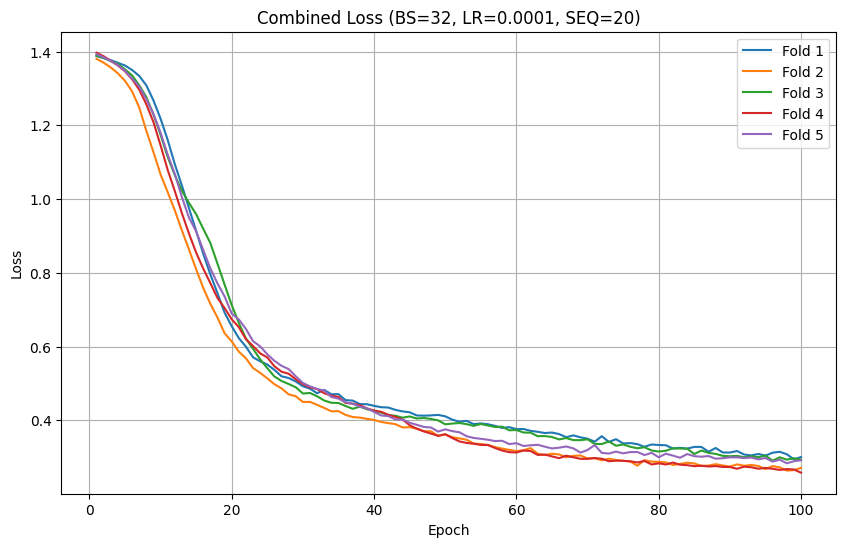 Combined Loss (BS=32, LR=0.0001, SEQ=20)
Fold 1
Fold 2
Fold 3
Fold 4
Fold 5
1.4
1.2
1.0
0.8
0.6
0.4
Loss
0 20 40 60 80 100
Epoch